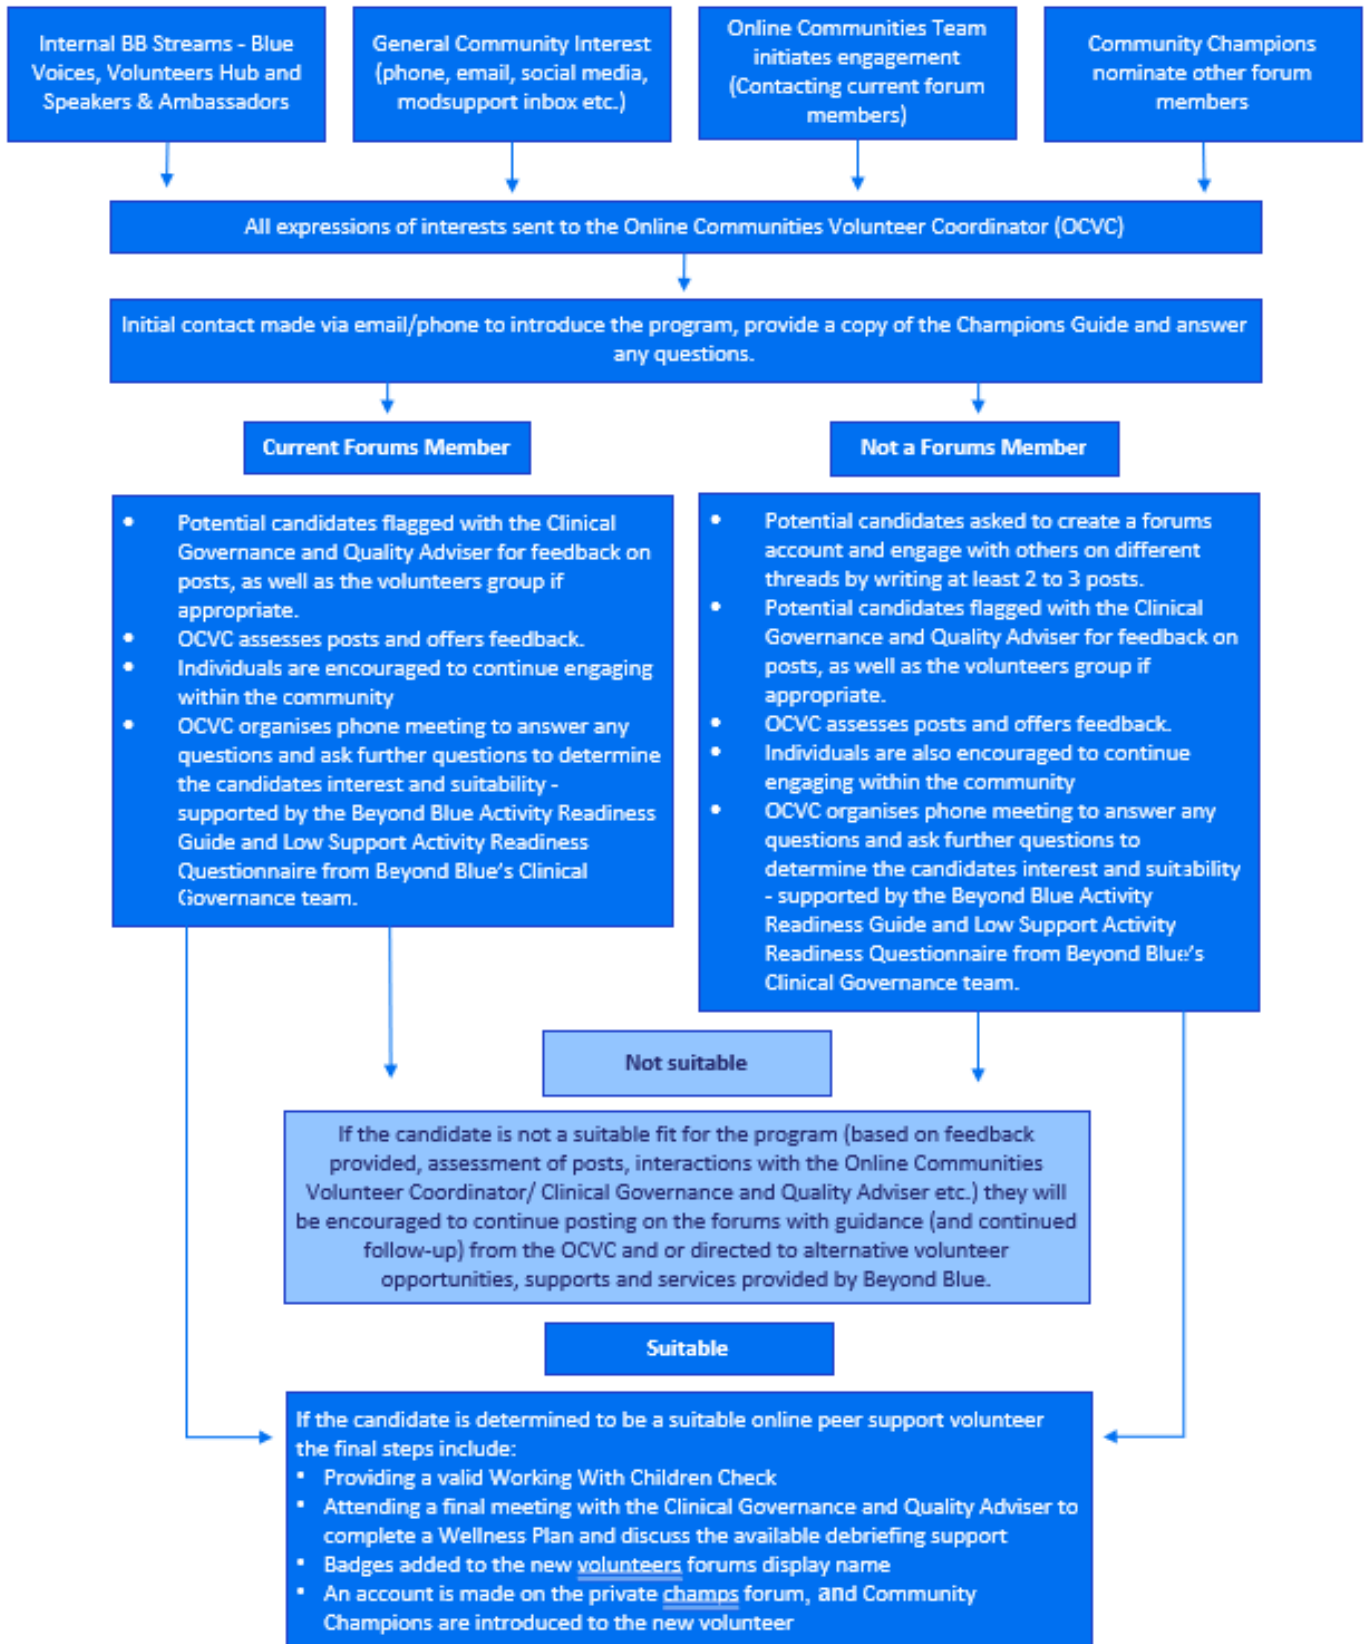 Internal BB Streams - Blue
Voices, Volunteers Hub and
Speakers & Ambassadors
General Community Interest
(phone, email, social media,
modsupport inbox etc.)
Online Communities Team
initiates engagement
(Contacting current forum
members)
Community Champions
nominate other forum
members
All expressions of interests sent to the Online Communities Volunteer Coordinator (OCVC)
Initial contact made via email/phone to introduce the program, provide a copy of the Champions Guide and answer
any questions.
Current Forums Member
• Potential candidates flagged with the Clinical
Governance and Quality Adviser for feedback on
posts, as well as the volunteers group if
appropriate.
• OCVC assesses posts and offers feedback.
• Individuals are encouraged to continue engaging
within the community
• OCVC organises phone meeting to answer any
questions and ask further questions to determine
the candidates interest and suitability -
supported by the Beyond Blue Activity Readiness
Guide and Low Support Activity Readiness
Questionnaire from Beyond Blue's Clinical
Governance team.
Not a Forums Member
• Potential candidates asked to create a forums
account and engage with others on different
threads by writing at least 2 to 3 posts.
• Potential candidates flagged with the Clinical
Governance and Quality Adviser for feedback on
posts, as well as the volunteers group if
appropriate.
• OCVC assesses posts and offers feedback.
• Individuals are also encouraged to continue
engaging within the community
• OCVC organises phone meeting to answer any
questions and ask further questions to
determine the candidates interest and suitability
- supported by the Beyond Blue Activity
Readiness Guide and Low Support Activity
Readiness Questionnaire from Beyond Blue's
Clinical Governance team.
Not suitable
If the candidate is not a suitable fit for the program (based on feedback
provided, assessment of posts, interactions with the Online Communities
Volunteer Coordinator/ Clinical Governance and Quality Adviser etc.) they will
be encouraged to continue posting on the forums with guidance (and continued
follow-up) from the OCVC and or directed to alternative volunteer
opportunities, supports and services provided by Beyond Blue.
Suitable
If the candidate is determined to be a suitable online peer support volunteer
the final steps include:
• Providing a valid Working With Children Check
• Attending a final meeting with the Clinical Governance and Quality Adviser to
complete a Wellness Plan and discuss the available debriefing support
• Badges added to the new volunteers forums display name
• An account is made on the private champs forum, and Community
Champions are introduced to the new volunteer